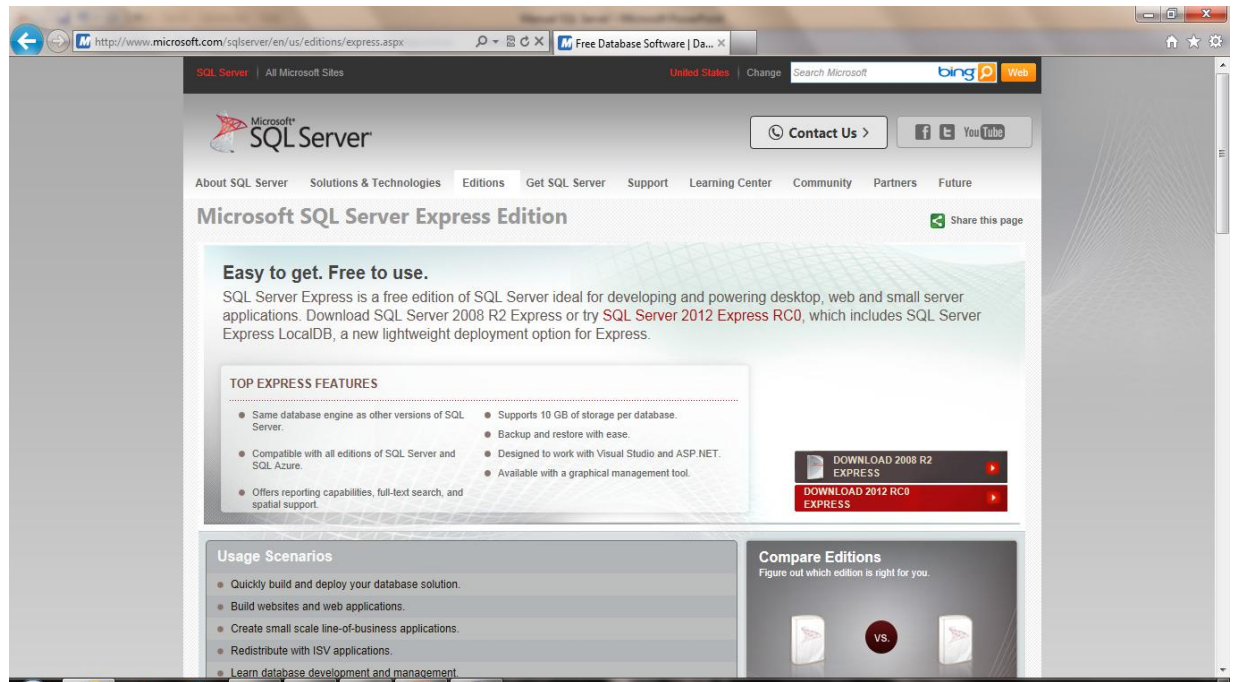 http://www.microsoft.com/sqlserver/en/us/editions/express.aspx
Free Database Software | Da...
SQL Server | All Microsoft Sites
United States | Change
Search Microsoft
bing
Web
Microsoft®
SQL Server®
Contact Us >
You Tube
About SQL Server Solutions & Technologies Editions Get SQL Server Support Learning Center Community Partners Future
Microsoft SQL Server Express Edition
Share this page
Easy to get. Free to use.
SQL Server Express is a free edition of SQL Server ideal for developing and powering desktop, web and small server
applications. Download SQL Server 2008 R2 Express or try SQL Server 2012 Express RC0, which includes SQL Server
Express LocalDB, a new lightweight deployment option for Express.
TOP EXPRESS FEATURES
Same database engine as other versions of SQL
Server.
Compatible with all editions of SQL Server and
SQL Azure.
Offers reporting capabilities, full-text search, and
spatial support.
Supports 10 GB of storage per database.
Backup and restore with ease.
Designed to work with Visual Studio and ASP.NET.
Available with a graphical management tool.
DOWNLOAD 2008 R2
EXPRESS
DOWNLOAD 2012 RC0
EXPRESS
Usage Scenarios
Quickly build and deploy your database solution.
Build websites and web applications.
Create small scale line-of-business applications.
Redistribute with ISV applications.
Learn database development and management.
Compare Editions
Figure out which edition is right for you.
VS.